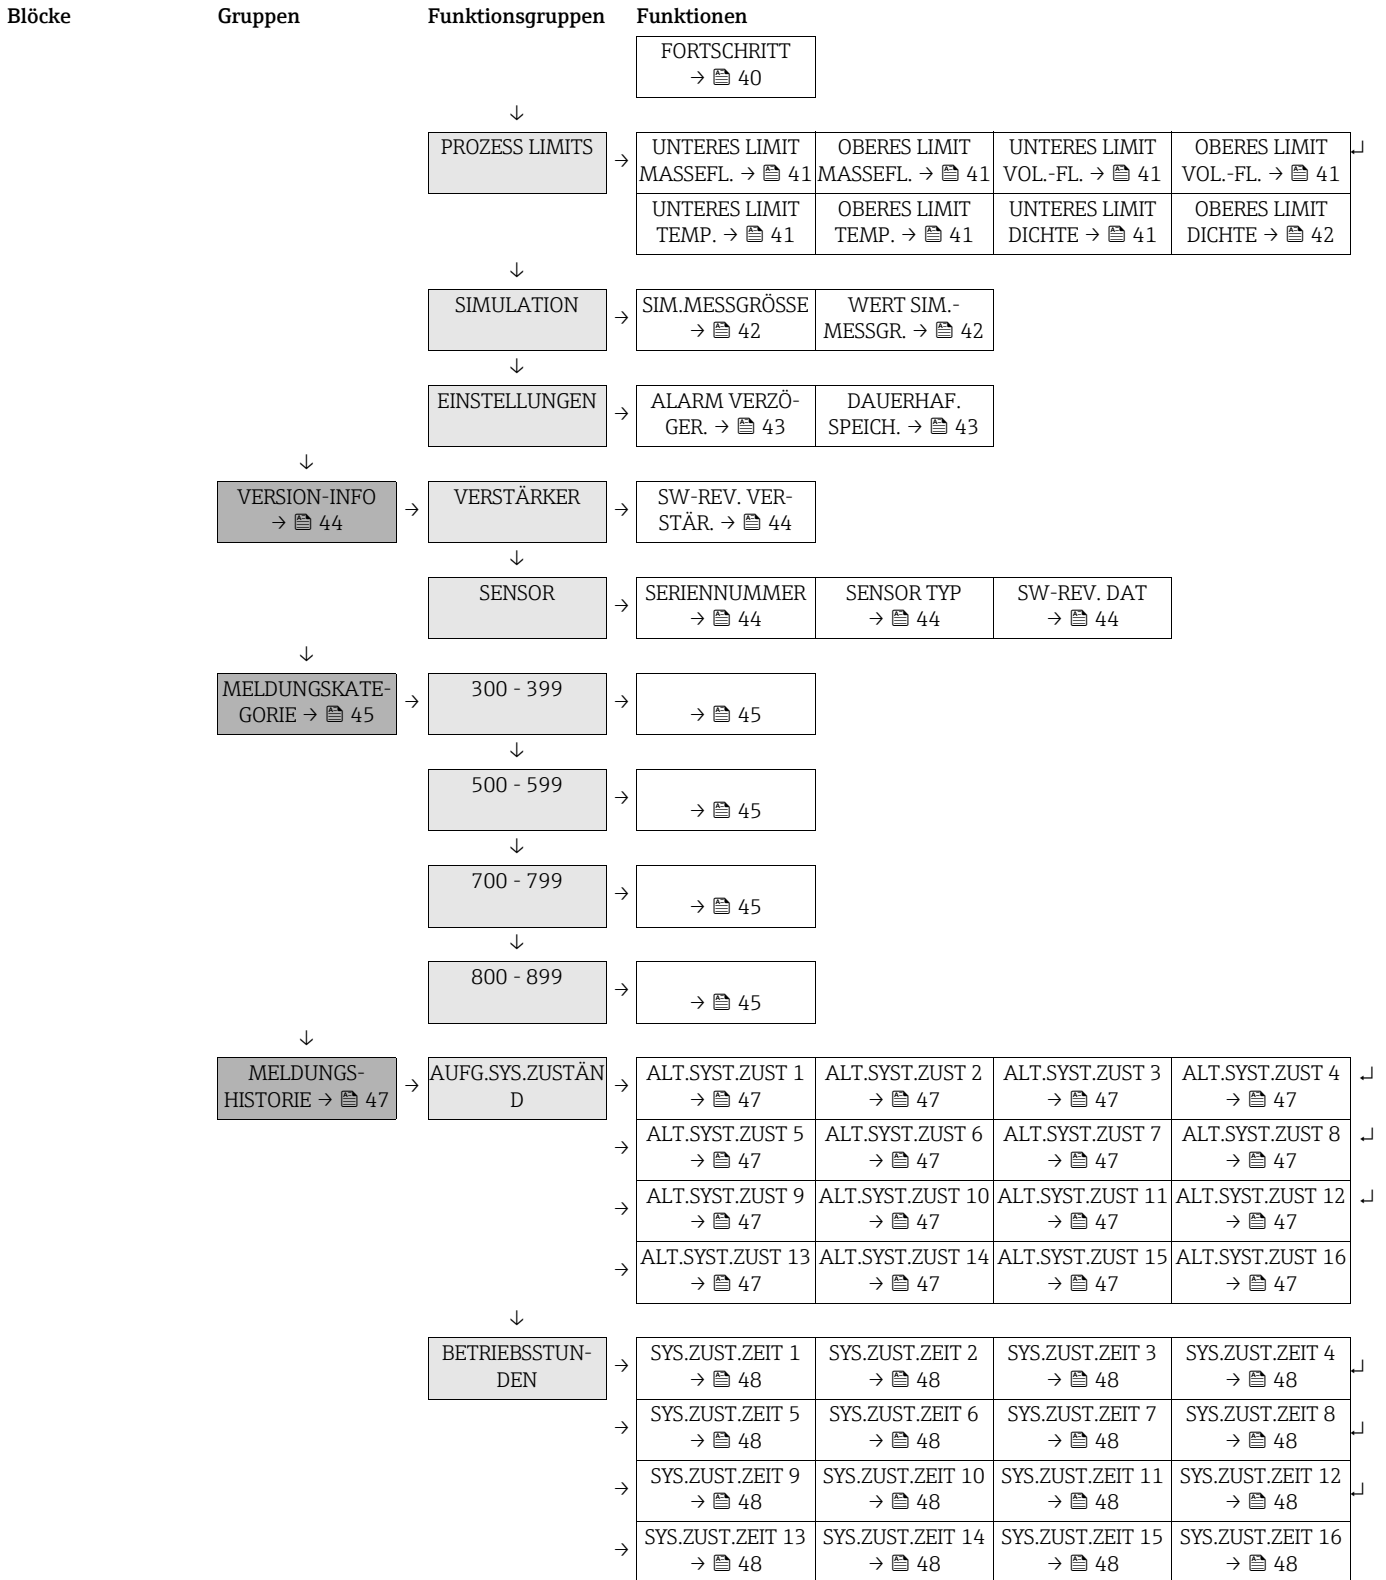 Blöcke Gruppen Funktionsgruppen Funktionen
FORTSCHRITT
→ 40
↓
PROZESS LIMITS → UNTERES LIMIT OBERES LIMIT UNTERES LIMIT OBERES LIMIT ↵
MASSEFL. → 41 MASSEFL. → 41 VOL.-FL. → 41 VOL.-FL. → 41
UNTERES LIMIT OBERES LIMIT UNTERES LIMIT OBERES LIMIT
TEMP. → 41 TEMP. → 41 DICHTE → 41 DICHTE → 42
↓
SIMULATION → SIM.MESSGRÖSSE WERT SIM.-
→ 42 MESSGR. → 42
↓
EINSTELLUNGEN → ALARM VERZÖ- DAUERHAF.
GER. → 43 SPEICH. → 43
↓
VERSION-INFO → VERSTÄRKER → SW-REV. VER-
→ 44 STÄR. → 44
↓
SENSOR → SERIENNUMMER SENSOR TYP SW-REV. DAT
→ 44 → 44 → 44
↓
MELDUNGSKATE- → 300 - 399 →
GORIE → 45 → 45
↓
500 - 599 →
→ 45
↓
700 - 799 →
→ 45
↓
800 - 899 →
→ 45
↓
MELDUNGS- → AUFG.SYS.ZUSTÄN → ALT.SYST.ZUST 1 ALT.SYST.ZUST 2 ALT.SYST.ZUST 3 ALT.SYST.ZUST 4 ↵
HISTORIE → 47 D → 47 → 47 → 47 → 47
→ ALT.SYST.ZUST 5 ALT.SYST.ZUST 6 ALT.SYST.ZUST 7 ALT.SYST.ZUST 8 ↵
→ 47 → 47 → 47 → 47
→ ALT.SYST.ZUST 9 ALT.SYST.ZUST 10 ALT.SYST.ZUST 11 ALT.SYST.ZUST 12 ↵
→ 47 → 47 → 47 → 47
→ ALT.SYST.ZUST 13 ALT.SYST.ZUST 14 ALT.SYST.ZUST 15 ALT.SYST.ZUST 16
→ 47 → 47 → 47 → 47
↓
BETRIEBSSTUN- → SYS.ZUST.ZEIT 1 SYS.ZUST.ZEIT 2 SYS.ZUST.ZEIT 3 SYS.ZUST.ZEIT 4 ↵
DEN → 48 → 48 → 48 → 48
→ SYS.ZUST.ZEIT 5 SYS.ZUST.ZEIT 6 SYS.ZUST.ZEIT 7 SYS.ZUST.ZEIT 8 ↵
→ 48 → 48 → 48 → 48
→ SYS.ZUST.ZEIT 9 SYS.ZUST.ZEIT 10 SYS.ZUST.ZEIT 11 SYS.ZUST.ZEIT 12 ↵
→ 48 → 48 → 48 → 48
→ SYS.ZUST.ZEIT 13 SYS.ZUST.ZEIT 14 SYS.ZUST.ZEIT 15 SYS.ZUST.ZEIT 16
→ 48 → 48 → 48 → 48